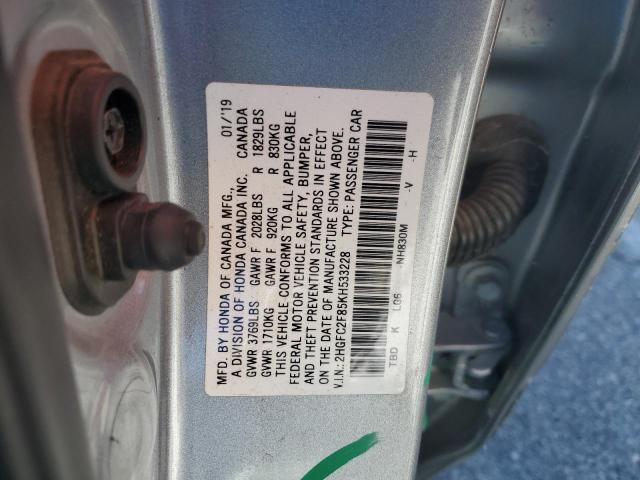 MFD. BY HONDA OF CANADA MFG., 01/'19
A DIVISION OF HONDA CANADA INC. CANADA
GVWR 3769LBS GAWR F 2028LBS R 1829LBS
GVWR 1710KG GAWR F 920KG R 830KG
THIS VEHICLE CONFORMS TO ALL APPLICABLE
FEDERAL MOTOR VEHICLE SAFETY, BUMPER,
AND THEFT PREVENTION STANDARDS IN EFFECT
ON THE DATE OF MANUFACTURE SHOWN ABOVE.
V.I.N.: 2HGFC2F85KH533228 TYPE: PASSENGER CAR
TBD K NH830M -V -H